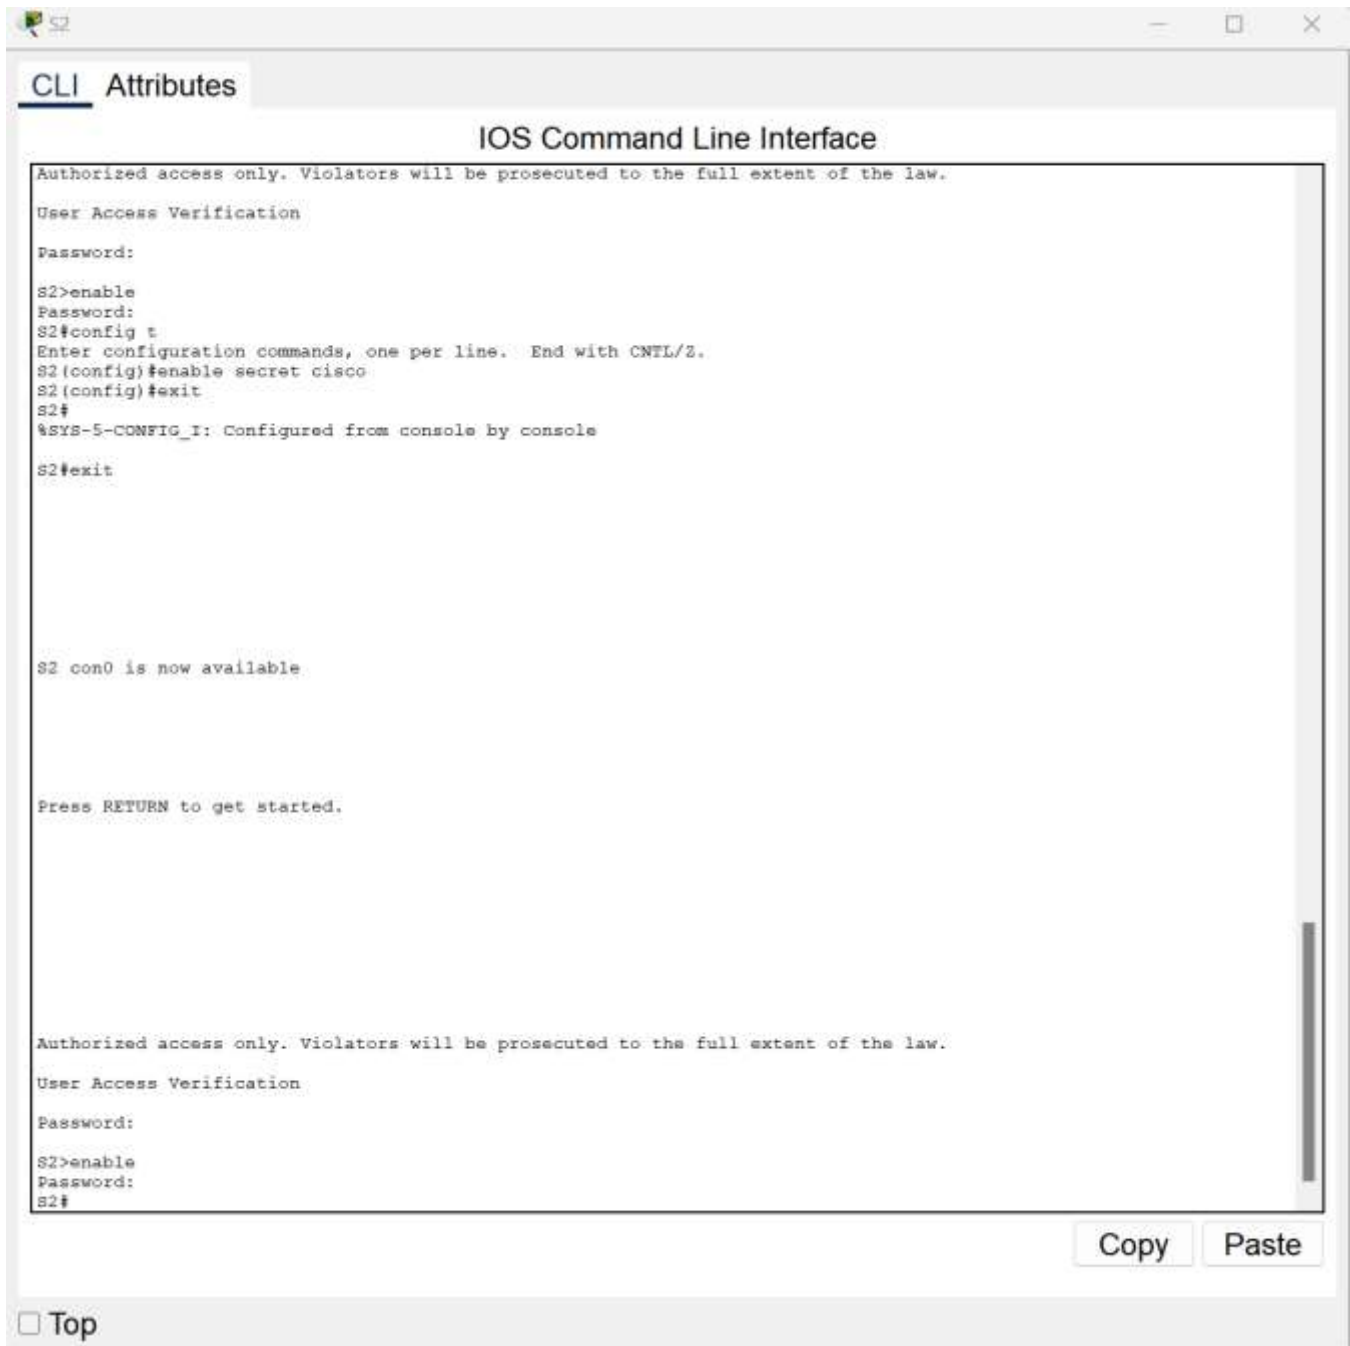 S2
CLI Attributes
IOS Command Line Interface
Authorized access only. Violators will be prosecuted to the full extent of the law.
User Access Verification
Password:
S2>enable
Password:
S2#config t
Enter configuration commands, one per line.  End with CNTL/Z.
S2(config)#enable secret cisco
S2(config)#exit
S2#
%SYS-5-CONFIG_I: Configured from console by console
S2#exit
S2 con0 is now available
Press RETURN to get started.
Authorized access only. Violators will be prosecuted to the full extent of the law.
User Access Verification
Password:
S2>enable
Password:
S2#
Copy Paste
Top